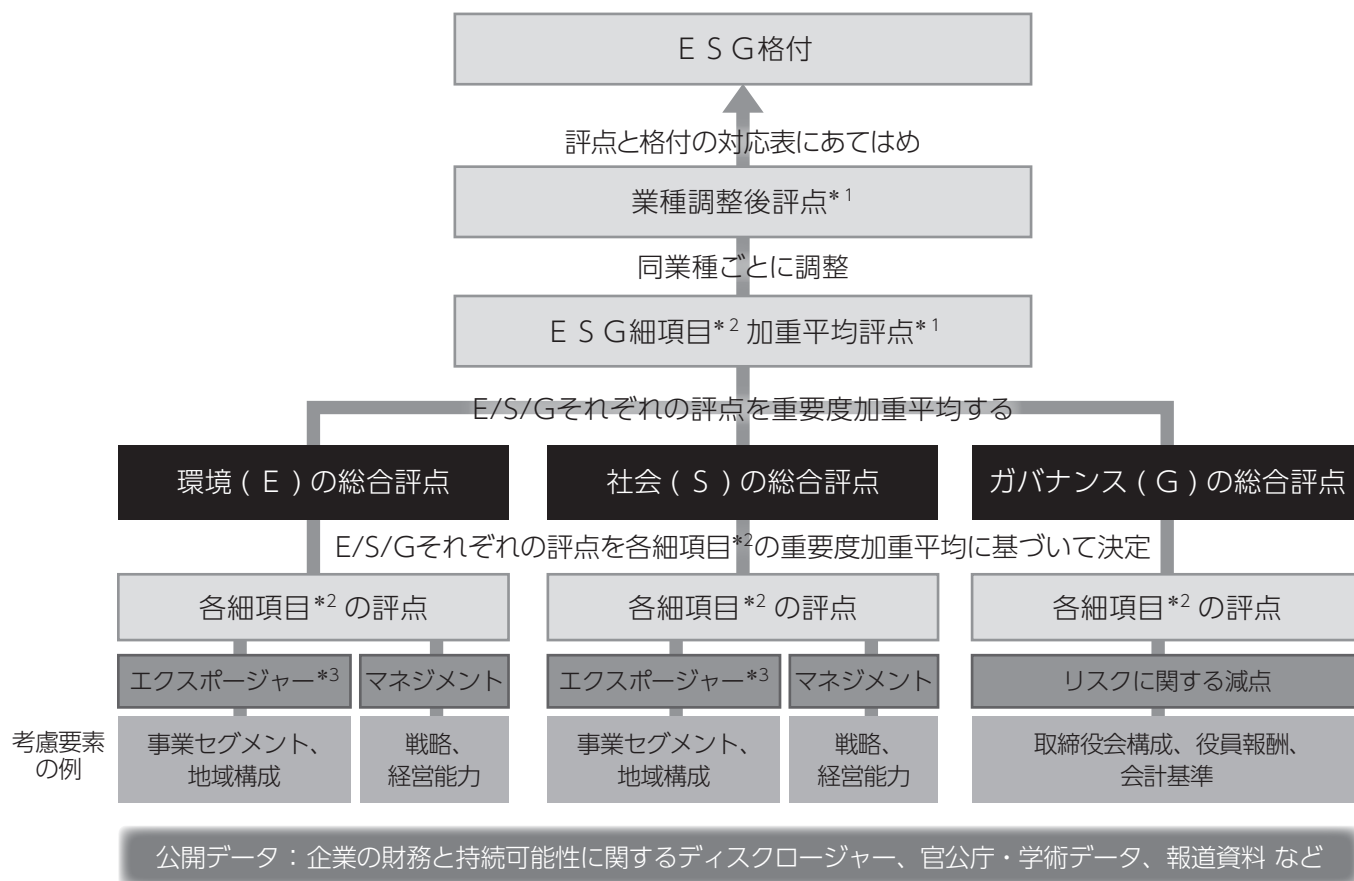 ＥＳＧ格付
評点と格付の対応表にあてはめ
業種調整後評点*1
同業種ごとに調整
ＥＳＧ細項目*2 加重平均評点*1
E/S/Gそれぞれの評点を重要度加重平均する
環境(Ｅ)の総合評点
社会(Ｓ)の総合評点
ガバナンス(Ｇ)の総合評点
E/S/Gそれぞれの評点を各細項目*2の重要度加重平均に基づいて決定
各細項目*2 の評点
各細項目*2 の評点
各細項目*2 の評点
エクスポージャー*3
マネジメント
エクスポージャー*3
マネジメント
リスクに関する減点
考慮要素
の例
事業セグメント、
地域構成
戦略、
経営能力
事業セグメント、
地域構成
戦略、
経営能力
取締役会構成、役員報酬、
会計基準
公開データ：企業の財務と持続可能性に関するディスクロージャー、官公庁・学術データ、報道資料 など